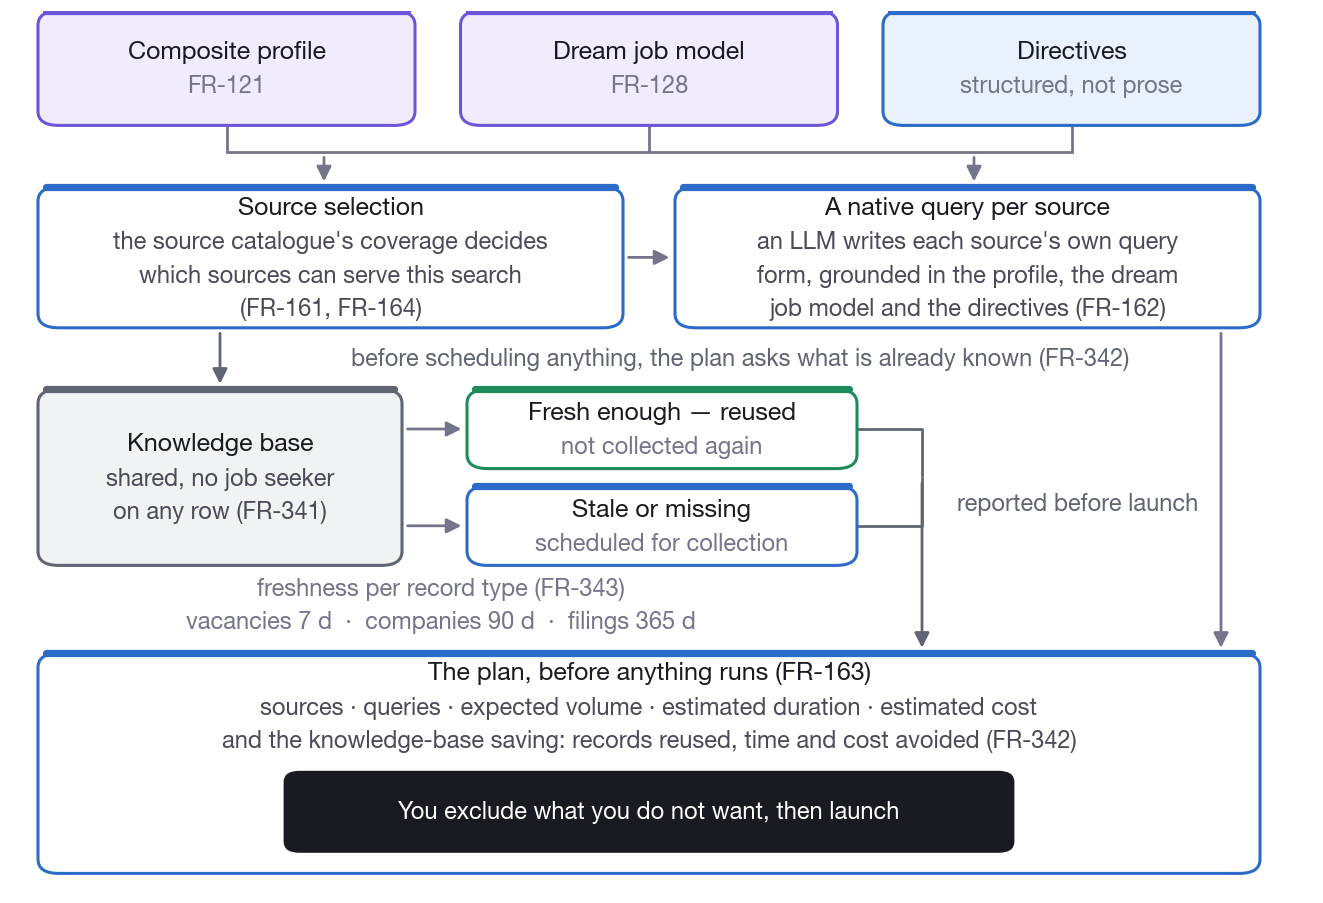 Composite profile
FR-121
Dream job model
FR-128
Directives
structured, not prose
Source selection
the source catalogue's coverage decides
which sources can serve this search
(FR-161, FR-164)
A native query per source
an LLM writes each source's own query
form, grounded in the profile, the dream
job model and the directives (FR-162)
before scheduling anything, the plan asks what is already known (FR-342)
Knowledge base
shared, no job seeker
on any row (FR-341)
Fresh enough — reused
not collected again
Stale or missing
scheduled for collection
reported before launch
freshness per record type (FR-343)
vacancies 7 d · companies 90 d · filings 365 d
The plan, before anything runs (FR-163)
sources · queries · expected volume · estimated duration · estimated cost
and the knowledge-base saving: records reused, time and cost avoided (FR-342)
You exclude what you do not want, then launch